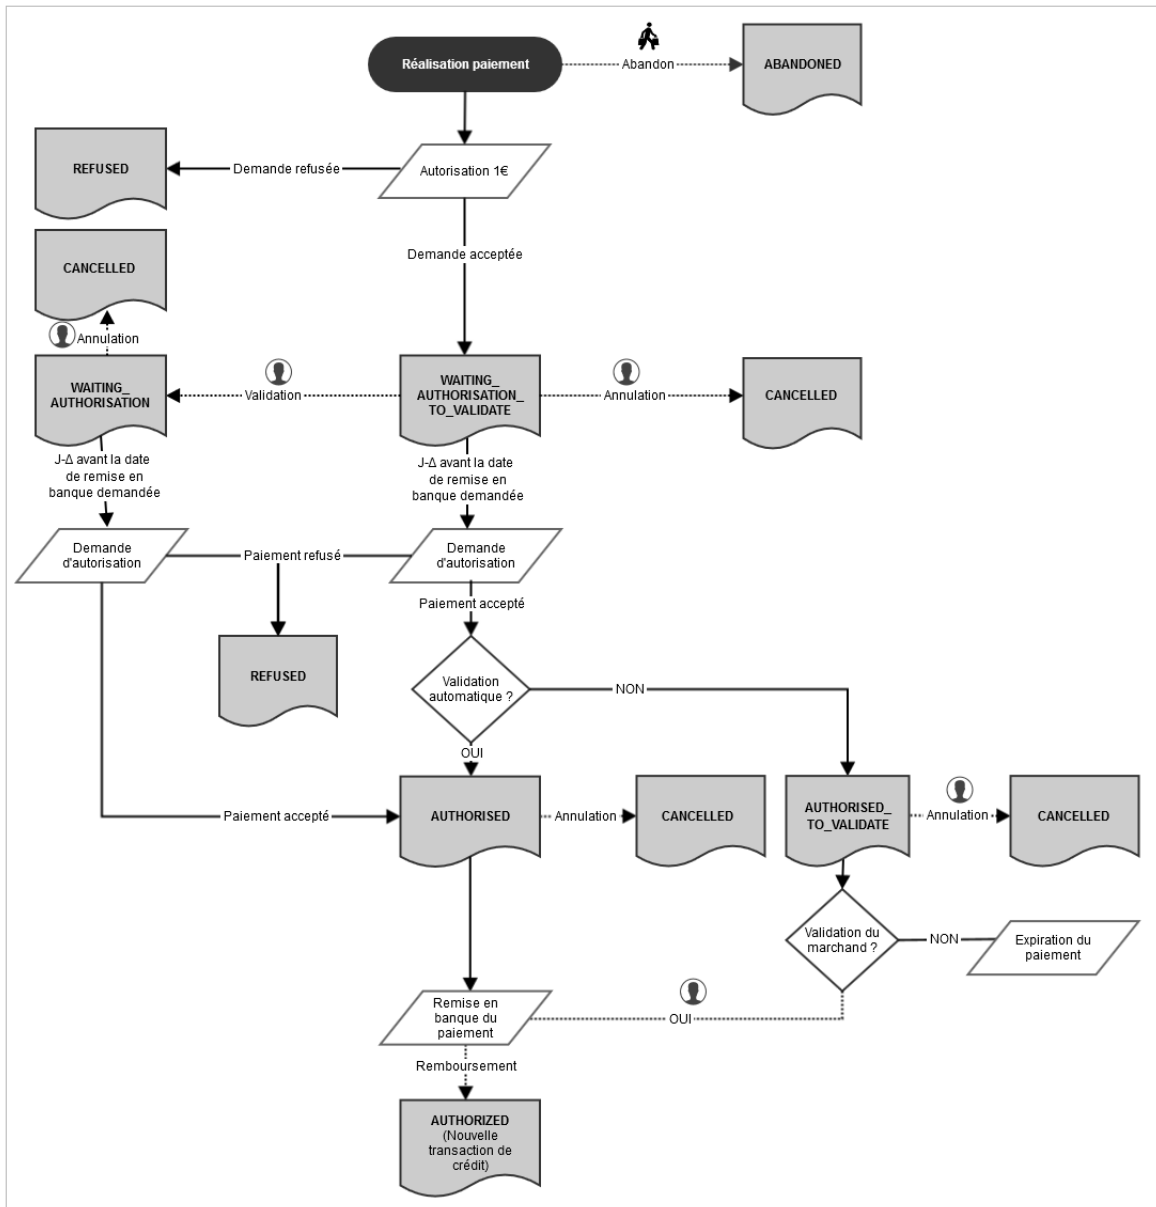 Réalisation paiement
Abandon
ABANDONED
REFUSED
Demande refusée
Autorisation 1€
CANCELLED
Demande acceptée
Annulation
WAITING_
AUTHORISATION
Validation
WAITING_
AUTHORISATION_
TO_VALIDATE
Annulation
CANCELLED
J-Δ avant la date
de remise en
banque demandée
J-Δ avant la date
de remise en
banque demandée
Demande
d'autorisation
Paiement refusé
Demande
d'autorisation
Paiement accepté
REFUSED
Validation
automatique ?
NON
OUI
Paiement accepté
AUTHORISED
Annulation
CANCELLED
AUTHORISED_
TO_VALIDATE
Annulation
CANCELLED
Validation du
marchand ?
NON
Expiration du
paiement
Remise en
banque du
paiement
OUI
Remboursement
AUTHORIZED
(Nouvelle
transaction de
crédit)